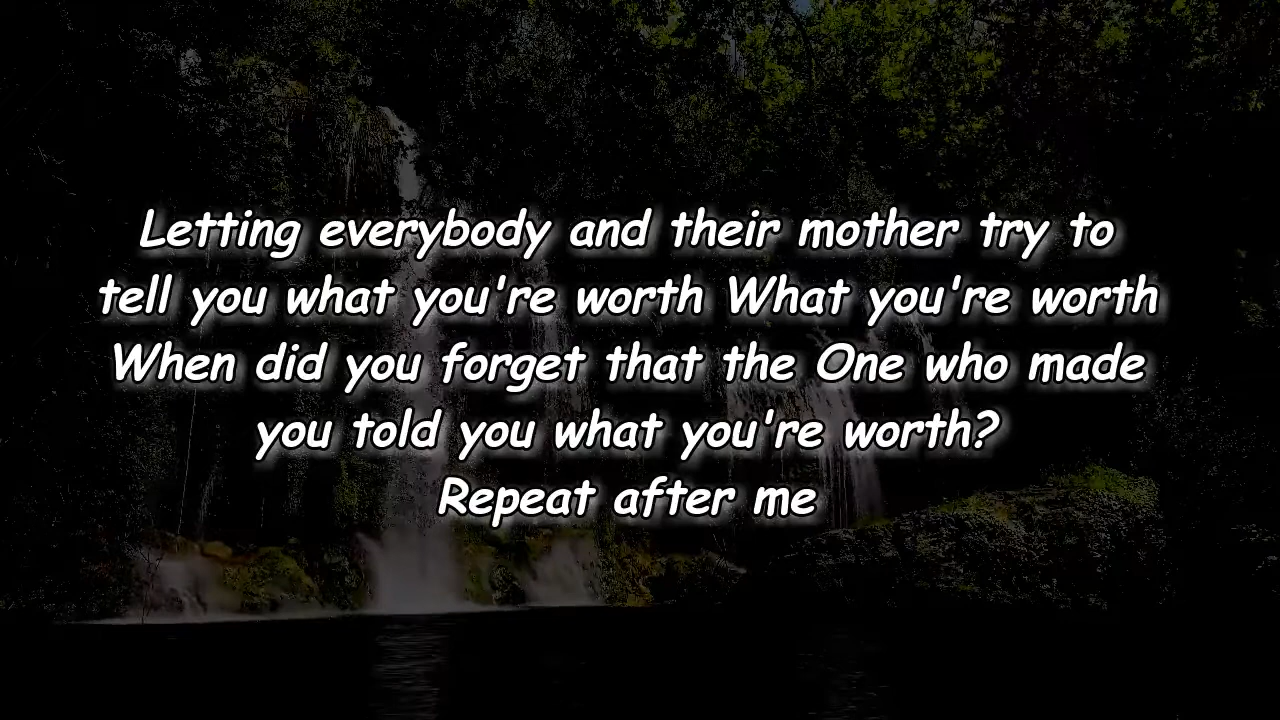 Letting everybody and their mother try to
tell you what you're worth What you're worth
When did you forget that the One who made
you told you what you're worth?
Repeat after me